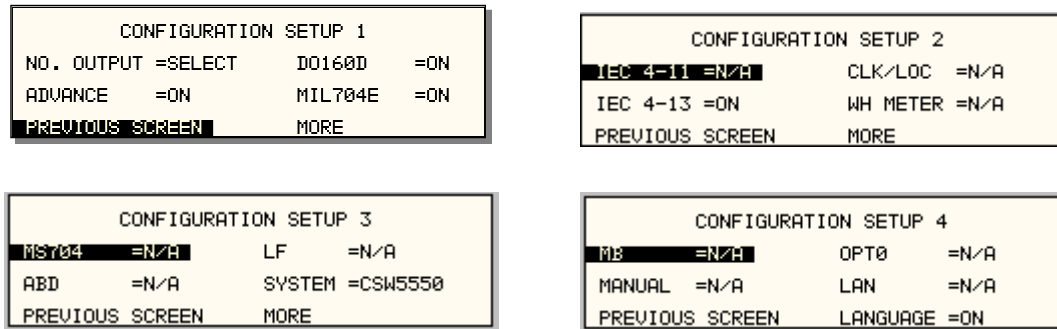 CONFIGURATION SETUP 1
NO. OUTPUT =SELECT DO160D =ON
ADVANCE =ON MIL704E =ON
PREVIOUS SCREEN MORE
CONFIGURATION SETUP 2
IEC 4-11 =N/A CLK/LOC =N/A
IEC 4-13 =ON WH METER =N/A
PREVIOUS SCREEN MORE
CONFIGURATION SETUP 3
MS704 =N/A LF =N/A
ABD =N/A SYSTEM =CSW5550
PREVIOUS SCREEN MORE
CONFIGURATION SETUP 4
MB =N/A OPT0 =N/A
MANUAL =N/A LAN =N/A
PREVIOUS SCREEN LANGUAGE =ON